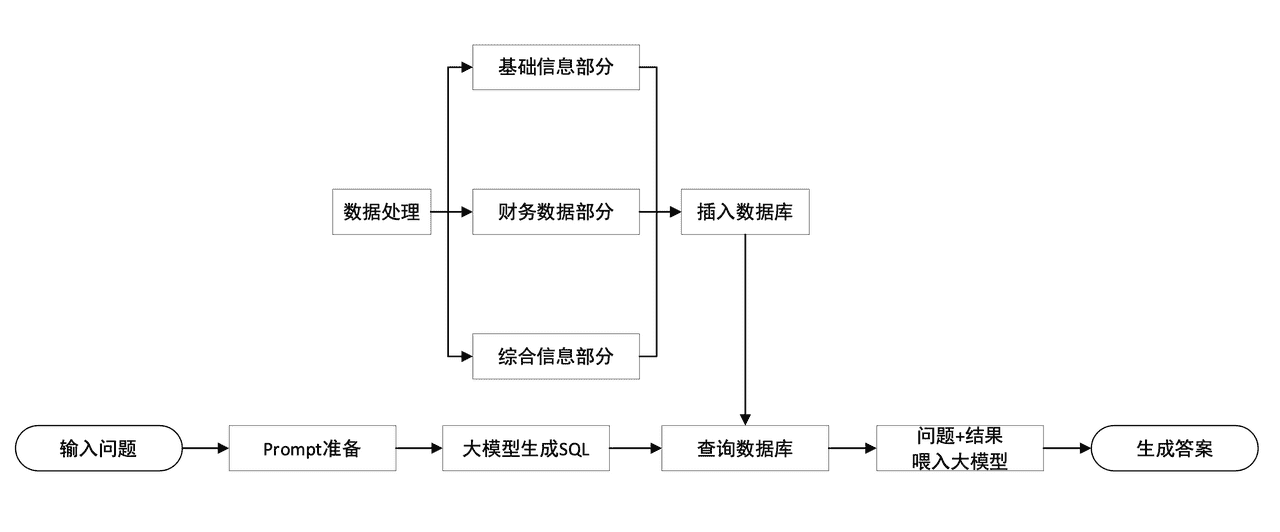 基础信息部分
数据处理
财务数据部分
插入数据库
综合信息部分
输入问题
Prompt准备
大模型生成SQL
查询数据库
问题+结果
喂入大模型
生成答案